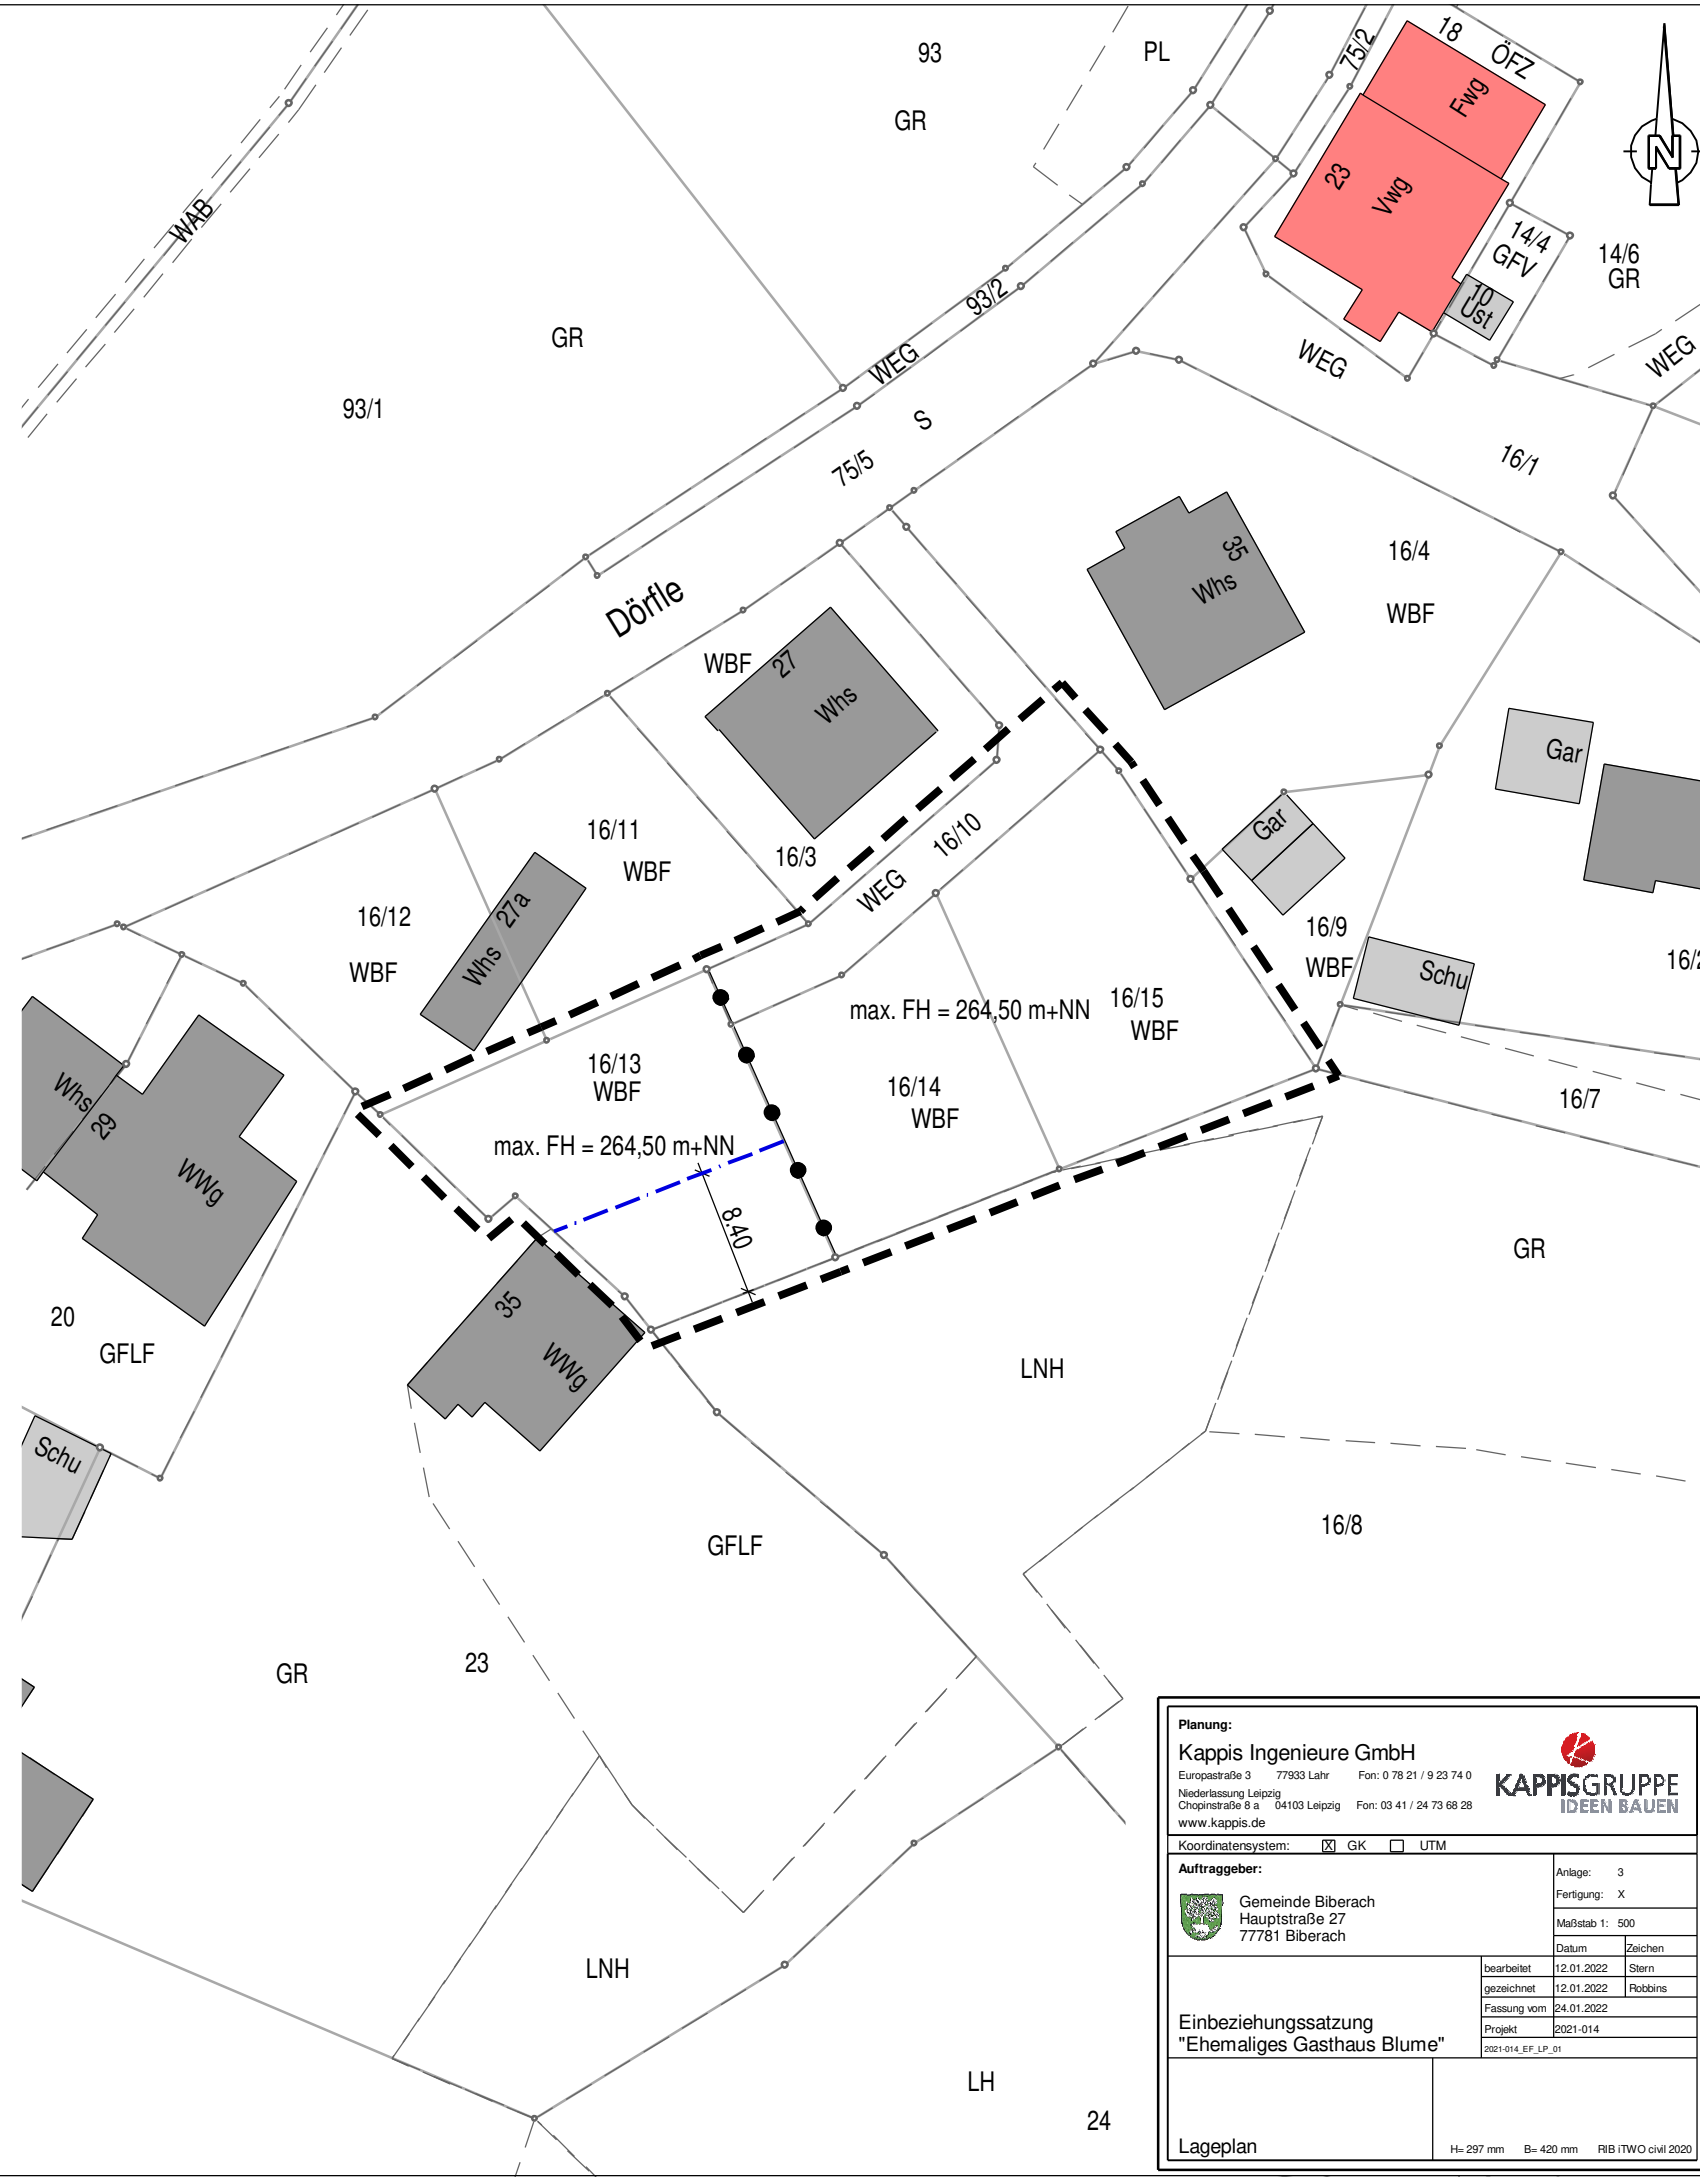 93
PL
GR
75/2
18
ÖFZ
Fwg
23
Vwg
N
14/4
GFV
14/6
GR
10
Ust
WAB
93/2
WEG
WEG
WEG
GR
93/1
S
75/5
16/1
Dörfle
35
Whs
16/4
WBF
WBF
27
Whs
Gar
16/11
WBF
16/3
16/10
WEG
Gar
16/12
WBF
27a
Whs
16/9
WBF
Schu
max. FH = 264,50 m+NN
16/15
WBF
16/13
WBF
16/14
WBF
16/7
Whs
29
WWg
max. FH = 264,50 m+NN
8.40
GR
20
GFLF
35
WWg
LNH
Schu
16/8
GFLF
GR
23
LNH
LH
24
Planung:
Kappis Ingenieure GmbH
Europastraße 3 77933 Lahr Fon: 0 78 21 / 9 23 74 0
Niederlassung Leipzig
Chopinstraße 8 a 04103 Leipzig Fon: 03 41 / 24 73 68 28
www.kappis.de
KAPPISGRUPPE
IDEEN BAUEN
Koordinatensystem: X GK UTM
Auftraggeber:
Gemeinde Biberach
Hauptstraße 27
77781 Biberach
Anlage: 3
Fertigung: X
Maßstab 1: 500
Datum Zeichen
bearbeitet 12.01.2022 Stern
gezeichnet 12.01.2022 Robbins
Fassung vom 24.01.2022
Projekt 2021-014
2021-014_EF_LP_01
Einbeziehungssatzung
"Ehemaliges Gasthaus Blume"
Lageplan
H= 297 mm B= 420 mm RIB iTWO civil 2020